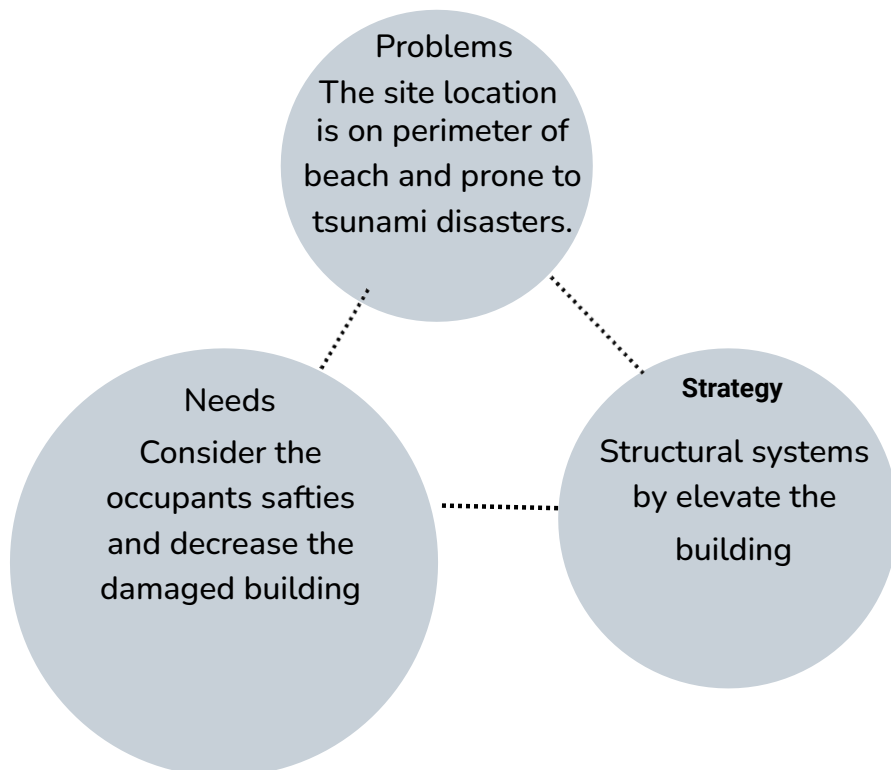 Problems
The site location
is on perimeter of
beach and prone to
tsunami disasters.
Needs
Consider the
occupants safties
and decrease the
damaged building
Strategy
Structural systems
by elevate the
building